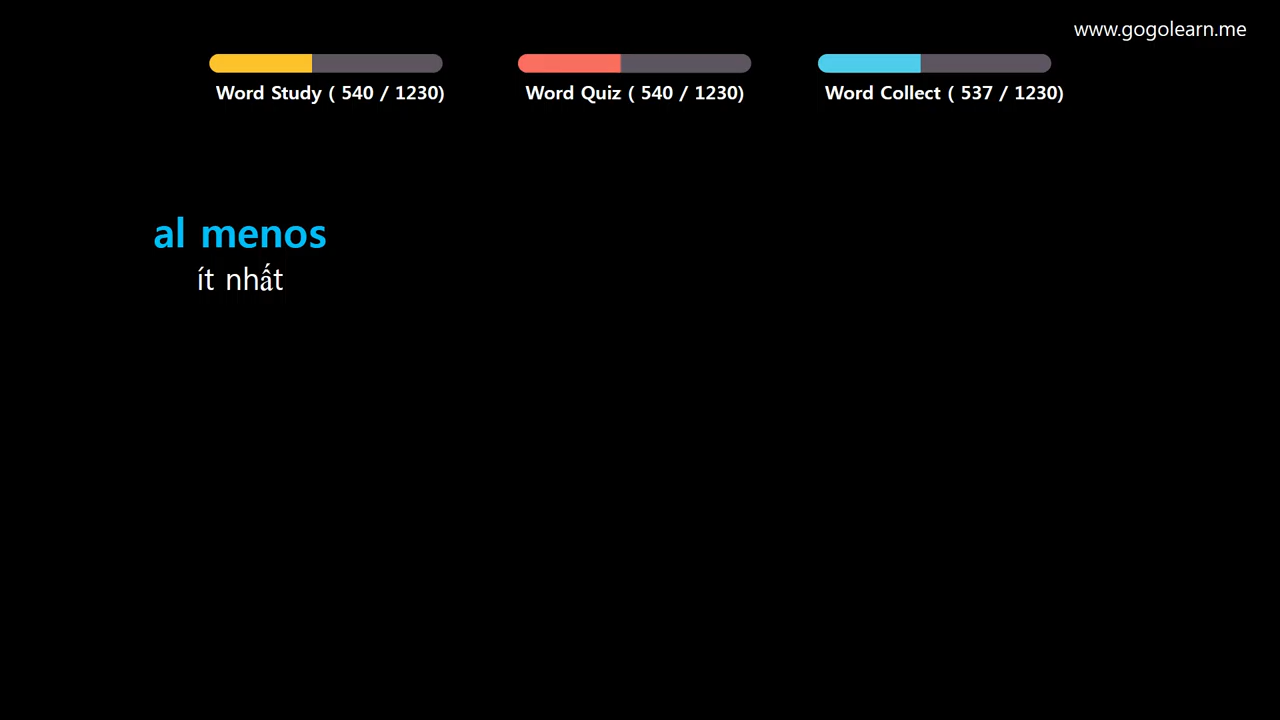 www.gogolearn.me
Word Study ( 540 / 1230)
Word Quiz ( 540 / 1230)
Word Collect ( 537 / 1230)
al menos
ít nhất